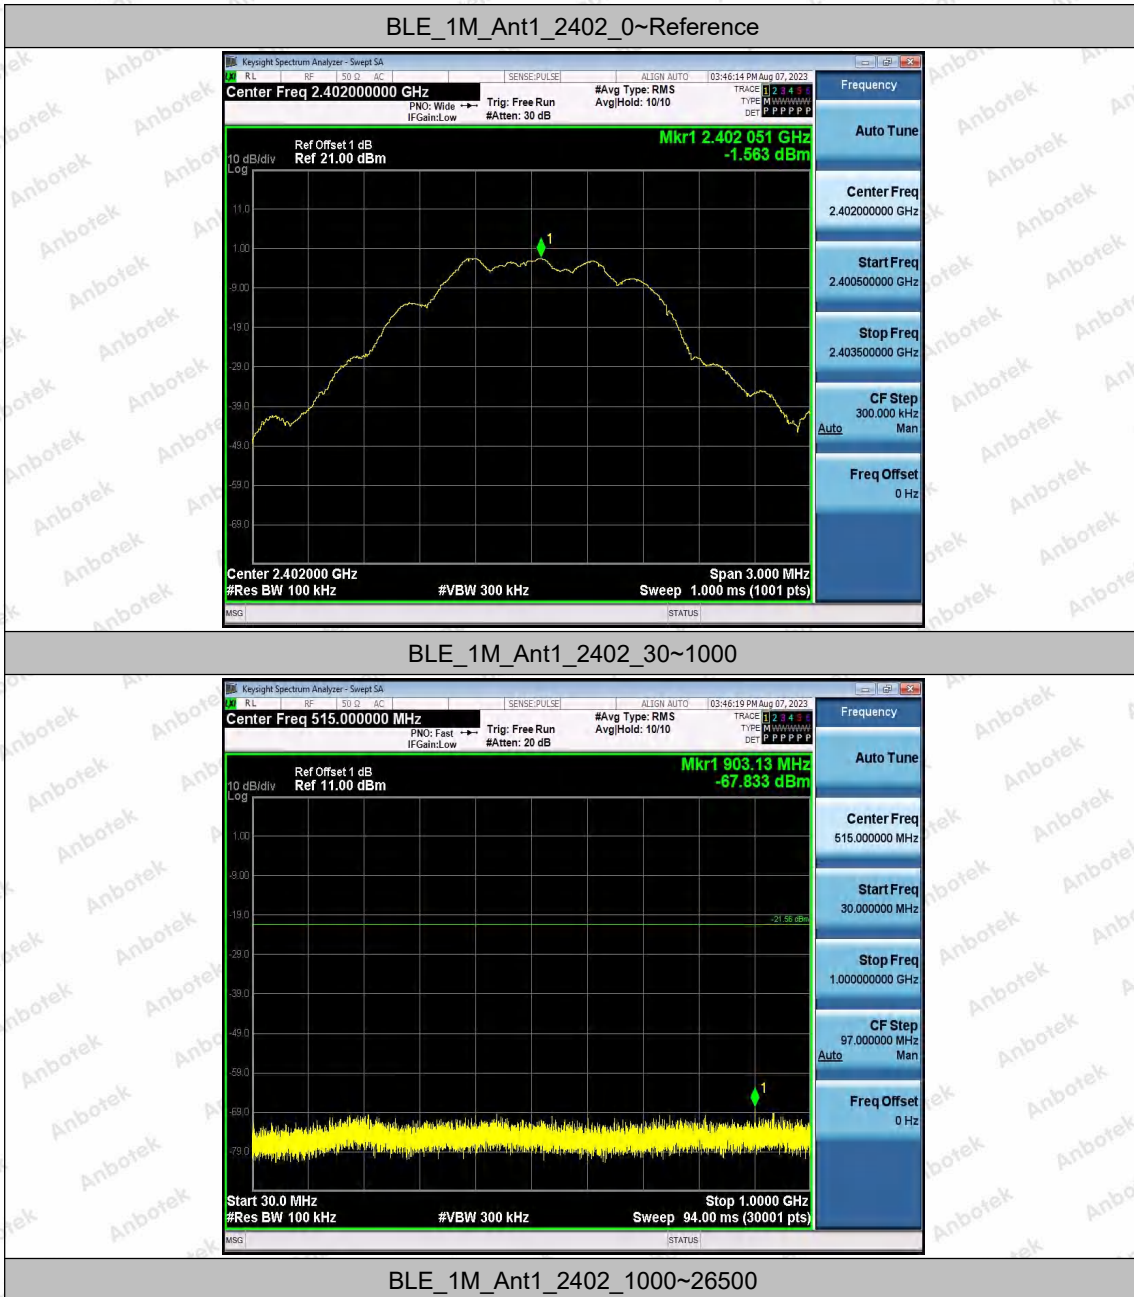 BLE_1M_Ant1_2402_0~Reference
Keysight Spectrum Analyzer - Swept SA
RL RF 50 Ω AC SENSE:PULSE ALIGN AUTO 03:46:14 PM Aug 07, 2023
Center Freq 2.402000000 GHz
PNO: Wide
IFGain:Low
Trig: Free Run
#Atten: 30 dB
#Avg Type: RMS
Avg|Hold: 10/10
TRACE 1 2 3 4 5 6
TYPE M WWWWW
DET P P P P P P
Frequency
Mkr1 2.402 051 GHz
-1.563 dBm
Ref Offset 1 dB
10 dB/div Ref 21.00 dBm
Log
11.0
1.00
-9.00
-19.0
-29.0
-39.0
-49.0
-59.0
-69.0
1
Center 2.402000 GHz Span 3.000 MHz
#Res BW 100 kHz #VBW 300 kHz Sweep 1.000 ms (1001 pts)
MSG STATUS
Auto Tune
Center Freq
2.402000000 GHz
Start Freq
2.400500000 GHz
Stop Freq
2.403500000 GHz
CF Step
300.000 kHz
Auto Man
Freq Offset
0 Hz
BLE_1M_Ant1_2402_30~1000
Keysight Spectrum Analyzer - Swept SA
RL RF 50 Ω AC SENSE:PULSE ALIGN AUTO 03:46:19 PM Aug 07, 2023
Center Freq 515.000000 MHz
PNO: Fast
IFGain:Low
Trig: Free Run
#Atten: 20 dB
#Avg Type: RMS
Avg|Hold: 10/10
TRACE 1 2 3 4 5 6
TYPE M WWWWW
DET P P P P P P
Frequency
Mkr1 903.13 MHz
-67.833 dBm
Ref Offset 1 dB
10 dB/div Ref 11.00 dBm
Log
1.00
-9.00
-19.0
-29.0
-39.0
-49.0
-59.0
-69.0
-79.0
-21.56 dBm
1
Start 30.0 MHz Stop 1.0000 GHz
#Res BW 100 kHz #VBW 300 kHz Sweep 94.00 ms (30001 pts)
MSG STATUS
Auto Tune
Center Freq
515.000000 MHz
Start Freq
30.000000 MHz
Stop Freq
1.000000000 GHz
CF Step
97.000000 MHz
Auto Man
Freq Offset
0 Hz
BLE_1M_Ant1_2402_1000~26500
Anbotek